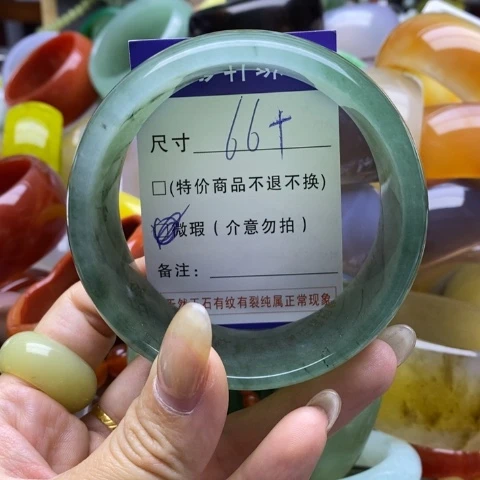 尺寸 66+
□(特价商品不退不换)
☑微瑕（介意勿拍）
备注：
天然玉石有纹有裂纯属正常现象